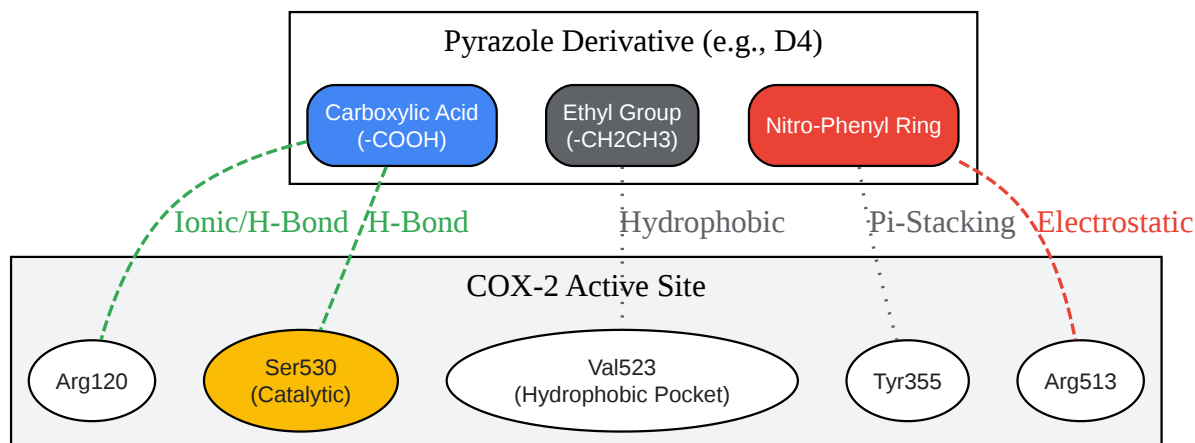 Pyrazole Derivative (e.g., D4)
Carboxylic Acid
(-COOH)
Ethyl Group
(-CH2CH3)
Nitro-Phenyl Ring
Ionic/H-Bond
H-Bond
Hydrophobic
Pi-Stacking
Electrostatic
COX-2 Active Site
Arg120
Ser530
(Catalytic)
Val523
(Hydrophobic Pocket)
Tyr355
Arg513